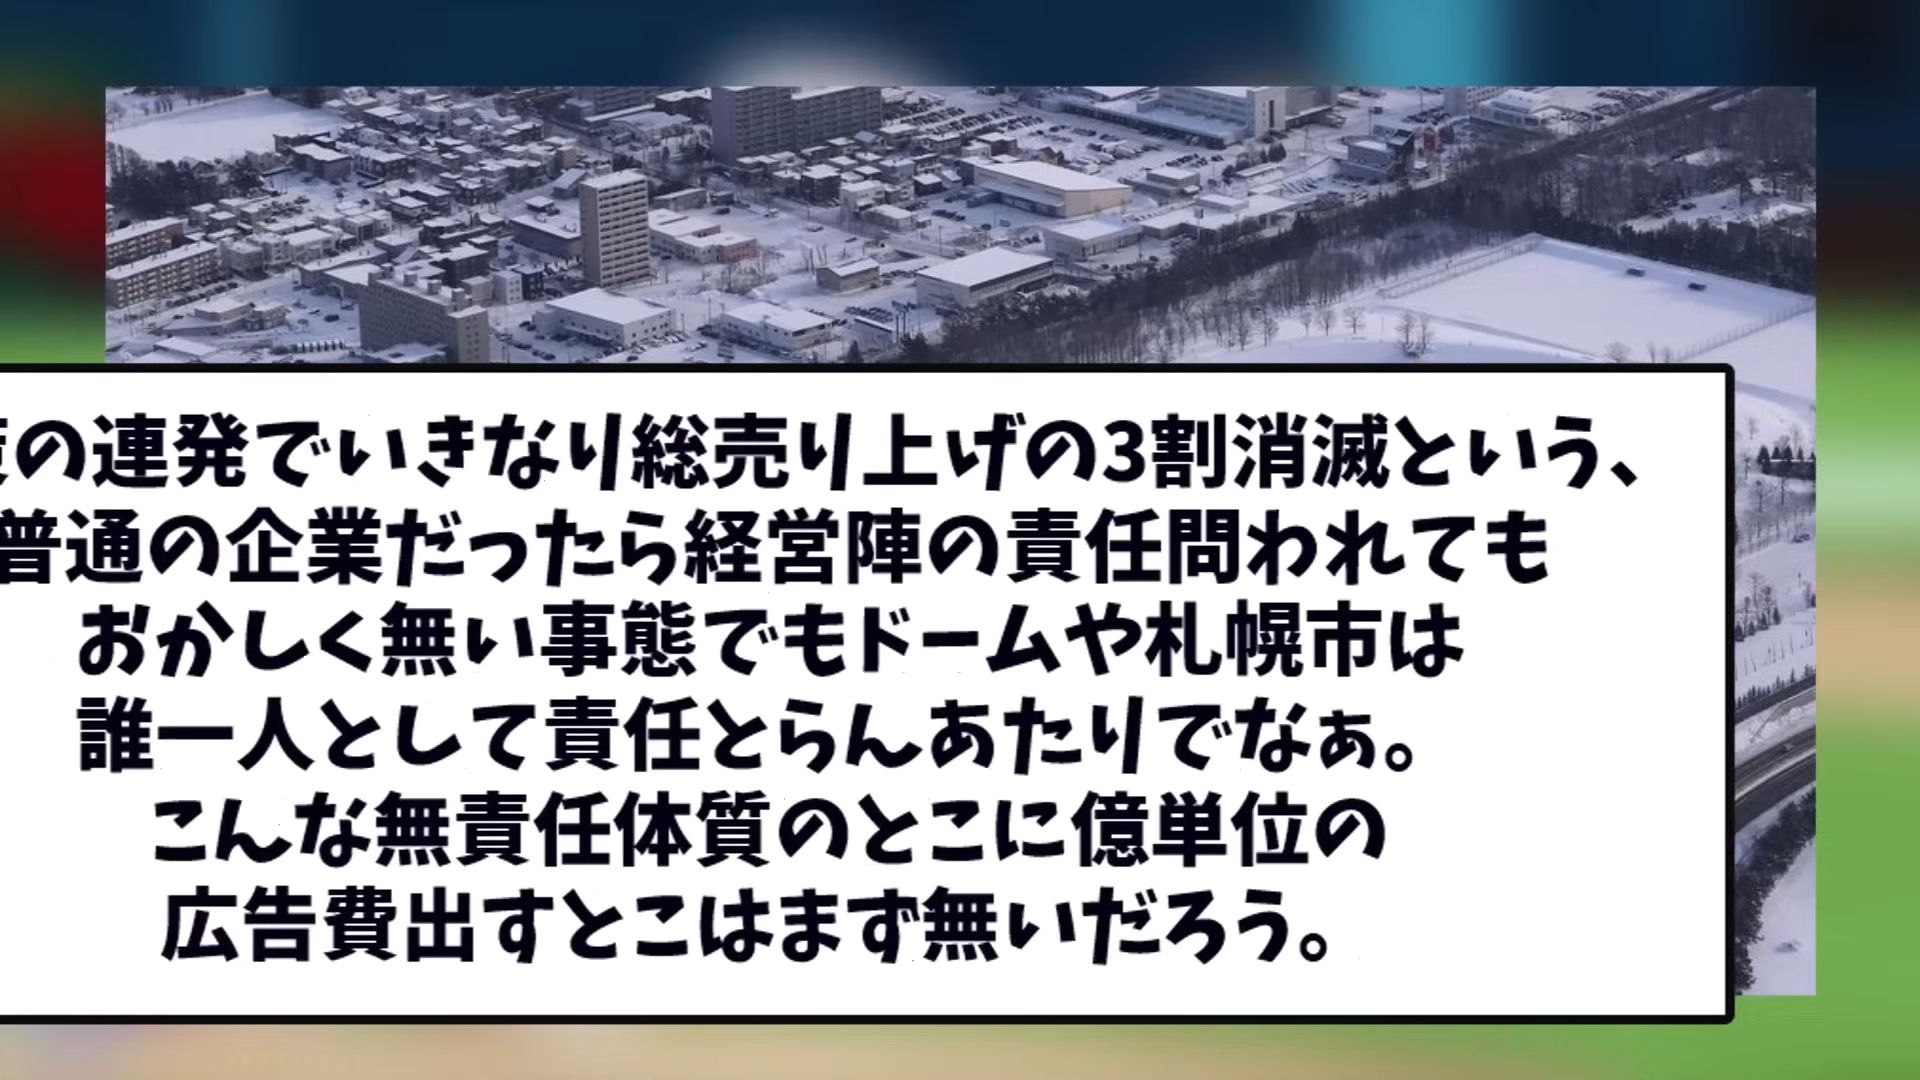 の連発でいきなり総売り上げの3割消滅という、
普通の企業だったら経営陣の責任問われても
おかしく無い事態でもドームや札幌市は
誰一人として責任とらんあたりでなぁ。
こんな無責任体質のとこに億単位の
広告費出すとこはまず無いだろう。